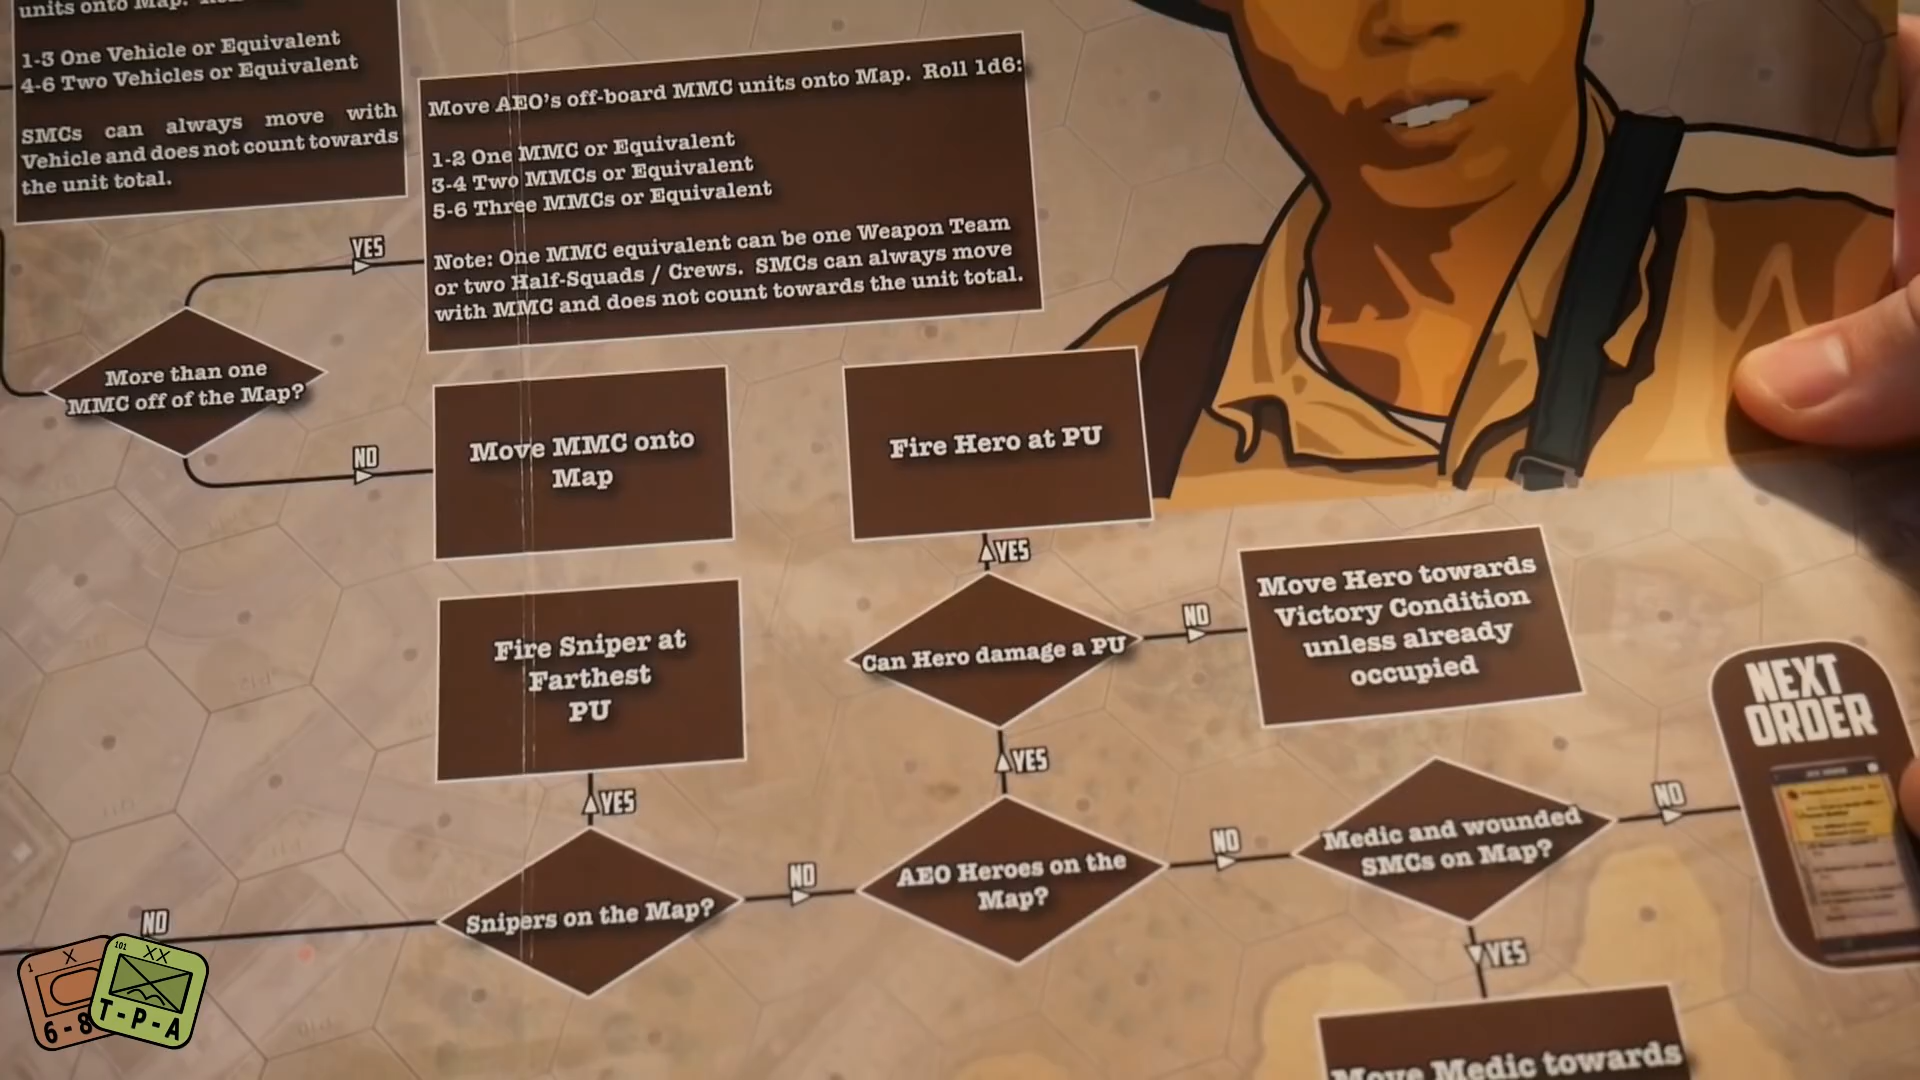 units onto Map.
1-3 One Vehicle or Equivalent
4-6 Two Vehicles or Equivalent
SMCs can always move with
Vehicle and does not count towards
the unit total.
Move AEO's off-board MMC units onto Map. Roll 1d6:
1-2 One MMC or Equivalent
3-4 Two MMCs or Equivalent
5-6 Three MMCs or Equivalent
Note: One MMC equivalent can be one Weapon Team
or two Half-Squads / Crews. SMCs can always move
with MMC and does not count towards the unit total.
YES
More than one
MMC off of the Map?
NO
Move MMC onto
Map
Fire Hero at PU
YES
Can Hero damage a PU
NO
Move Hero towards
Victory Condition
unless already
occupied
Fire Sniper at
Farthest
PU
YES
YES
NEXT
ORDER
NO
Snipers on the Map?
NO
AEO Heroes on the
Map?
NO
Medic and wounded
SMCs on Map?
NO
YES
Move Medic towards
1 X
6-8
101 XX
T-P-A